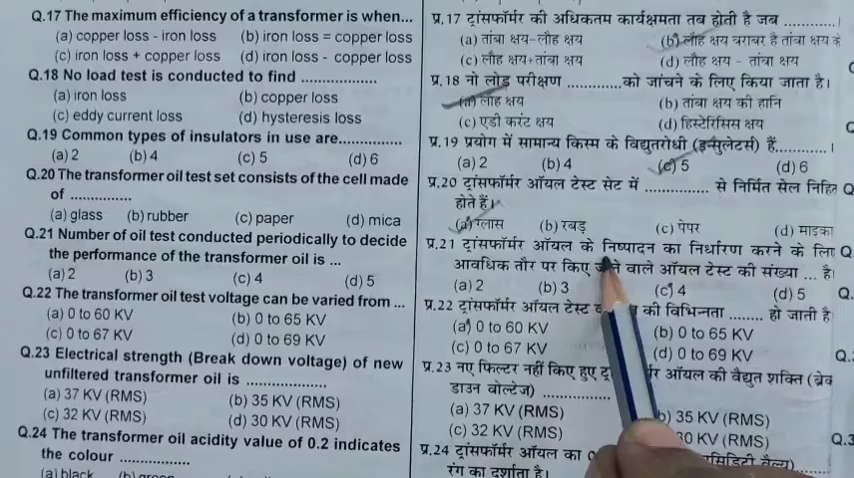 Q.17 The maximum efficiency of a transformer is when...
(a) copper loss - iron loss (b) iron loss = copper loss
(c) iron loss + copper loss (d) iron loss - copper loss
Q.18 No load test is conducted to find ..................
(a) iron loss (b) copper loss
(c) eddy current loss (d) hysteresis loss
Q.19 Common types of insulators in use are...............
(a) 2 (b) 4 (c) 5 (d) 6
Q.20 The transformer oil test set consists of the cell made
of ...............
(a) glass (b) rubber (c) paper (d) mica
Q.21 Number of oil test conducted periodically to decide
the performance of the transformer oil is ...
(a) 2 (b) 3 (c) 4 (d) 5
Q.22 The transformer oil test voltage can be varied from ...
(a) 0 to 60 KV (b) 0 to 65 KV
(c) 0 to 67 KV (d) 0 to 69 KV
Q.23 Electrical strength (Break down voltage) of new
unfiltered transformer oil is ...................
(a) 37 KV (RMS) (b) 35 KV (RMS)
(c) 32 KV (RMS) (d) 30 KV (RMS)
Q.24 The transformer oil acidity value of 0.2 indicates
the colour ................
(a) black (b) green
प्र.17 ट्रांसफॉर्मर की अधिकतम कार्यक्षमता तब होती है जब ............।
(a) तांबा क्षय-लौह क्षय (b) लौह क्षय बराबर है तांबा क्षय के
(c) लौह क्षय+तांबा क्षय (d) लौह क्षय - तांबा क्षय
प्र.18 नो लोड परीक्षण .............को जांचने के लिए किया जाता है।
(a) लौह क्षय (b) तांबा क्षय की हानि
(c) एडी करंट क्षय (d) हिस्टेरिसिस क्षय
प्र.19 प्रयोग में सामान्य किस्म के विद्युतरोधी (इन्सुलेटर्स) हैं............।
(a) 2 (b) 4 (c) 5 (d) 6
प्र.20 ट्रांसफॉर्मर ऑयल टेस्ट सेट में ............... से निर्मित सेल निहित
होते हैं।
(a) ग्लास (b) रबड़ (c) पेपर (d) माइका
प्र.21 ट्रांसफॉर्मर ऑयल के निष्पादन का निर्धारण करने के लिए
आवधिक तौर पर किए जाने वाले ऑयल टेस्ट की संख्या ... है।
(a) 2 (b) 3 (c) 4 (d) 5
प्र.22 ट्रांसफॉर्मर ऑयल टेस्ट की विभिन्नता ........ हो जाती है
(a) 0 to 60 KV (b) 0 to 65 KV
(c) 0 to 67 KV (d) 0 to 69 KV
प्र.23 नए फिल्टर नहीं किए हुए ऑयल की वैद्युत शक्ति (ब्रेक
डाउन वोल्टेज) ................
(a) 37 KV (RMS) b) 35 KV (RMS)
(c) 32 KV (RMS) 30 KV (RMS)
प्र.24 ट्रांसफॉर्मर ऑयल का
रंग का दर्शाता है।
Q
Q
Q.
Q.
Q.3